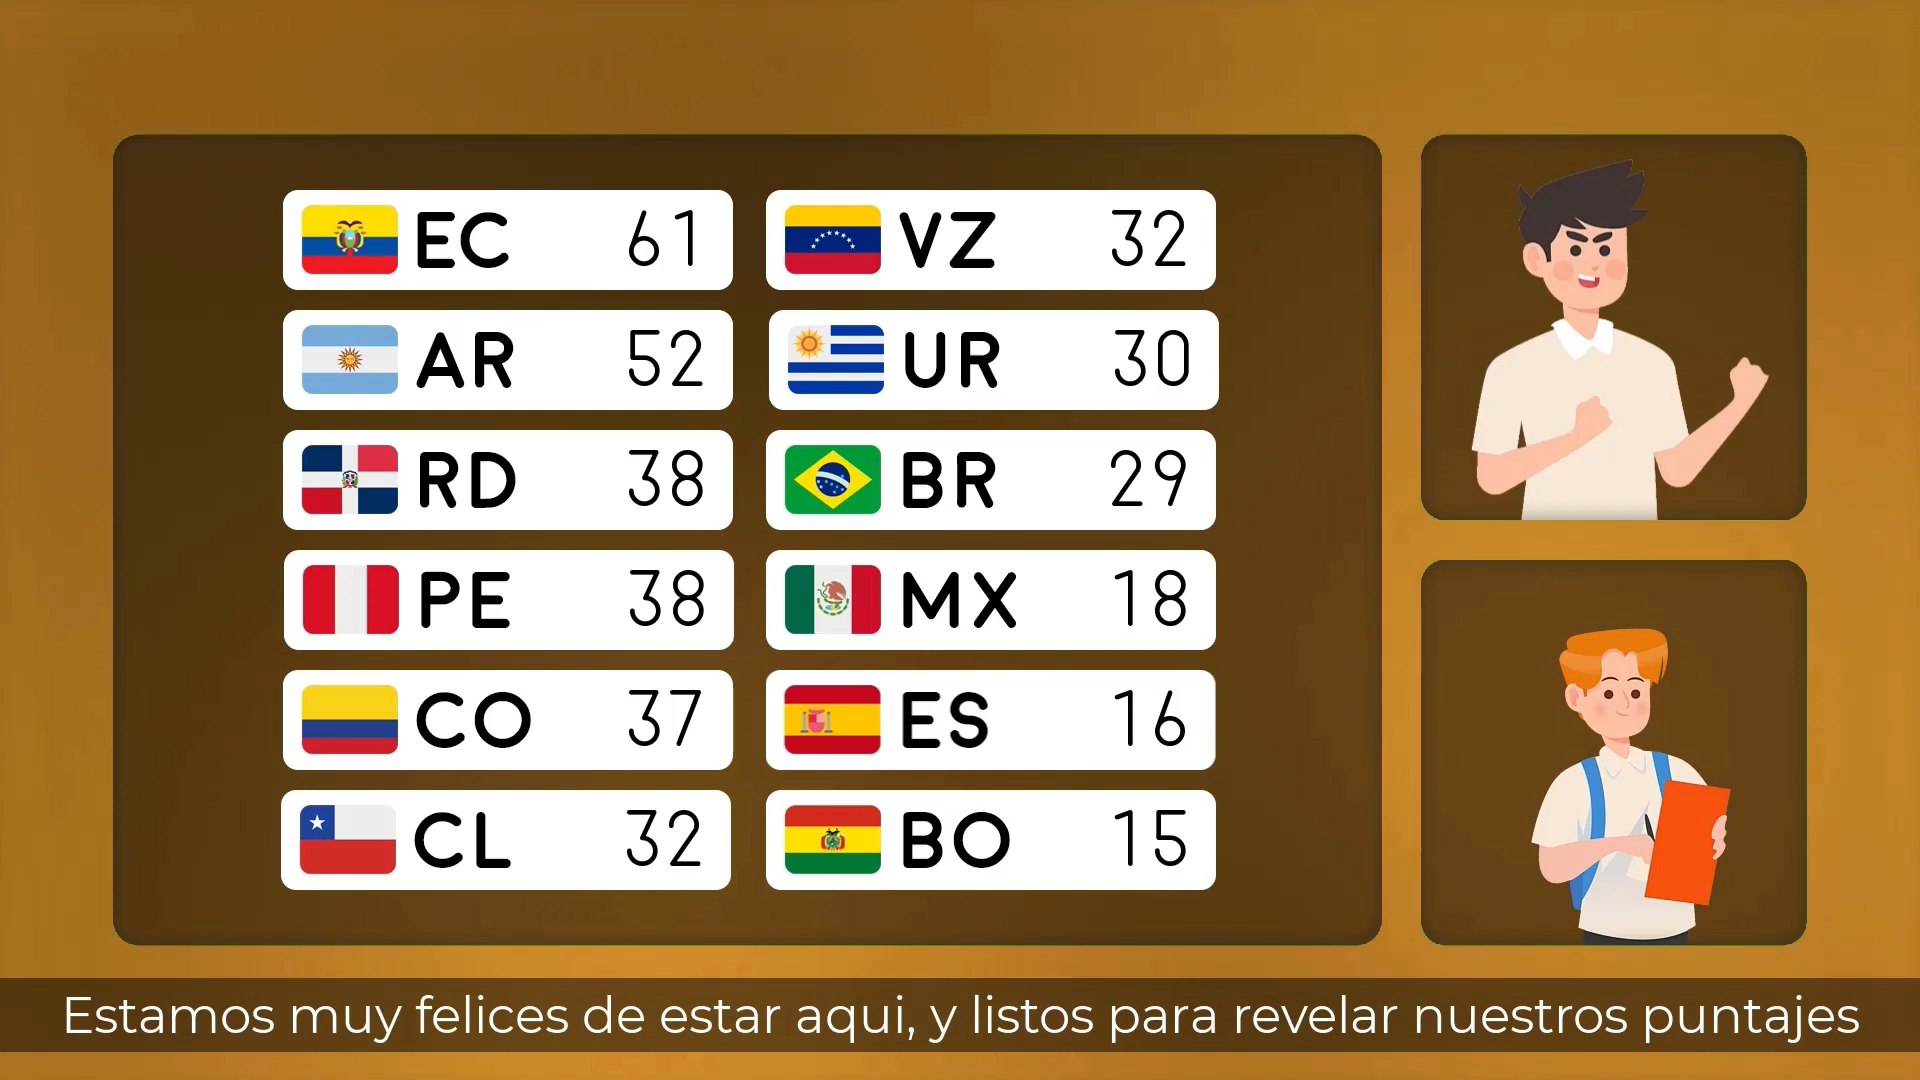 EC 61
VZ 32
AR 52
UR 30
RD 38
BR 29
PE 38
MX 18
CO 37
ES 16
CL 32
BO 15
Estamos muy felices de estar aqui, y listos para revelar nuestros puntajes